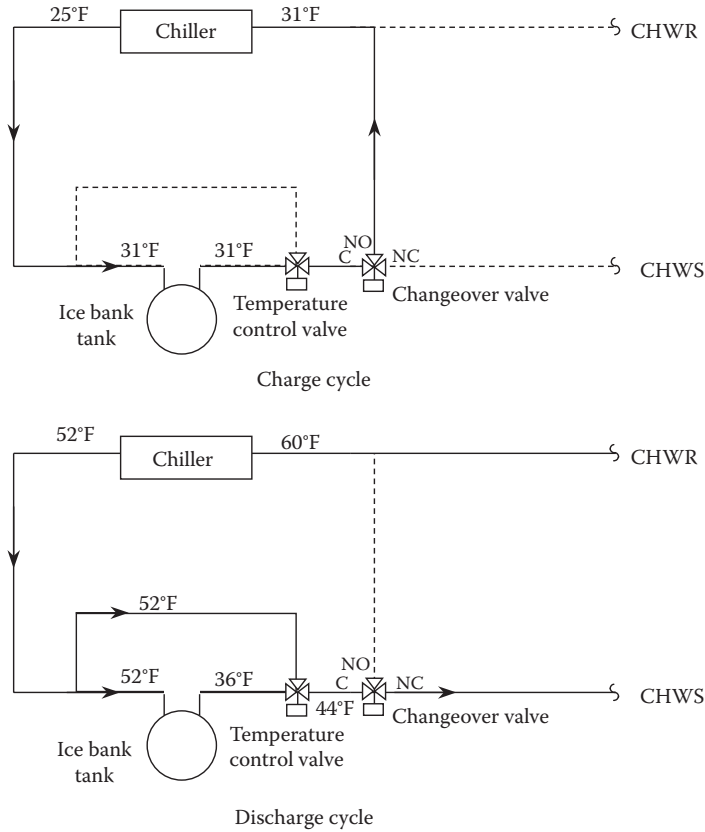 25°F
Chiller
31°F
CHWR
31°F
31°F
NO
C
NC
CHWS
Ice bank
tank
Temperature
control valve
Changeover valve
Charge cycle
52°F
Chiller
60°F
CHWR
52°F
52°F
36°F
NO
C
NC
44°F
CHWS
Ice bank
tank
Temperature
control valve
Changeover valve
Discharge cycle